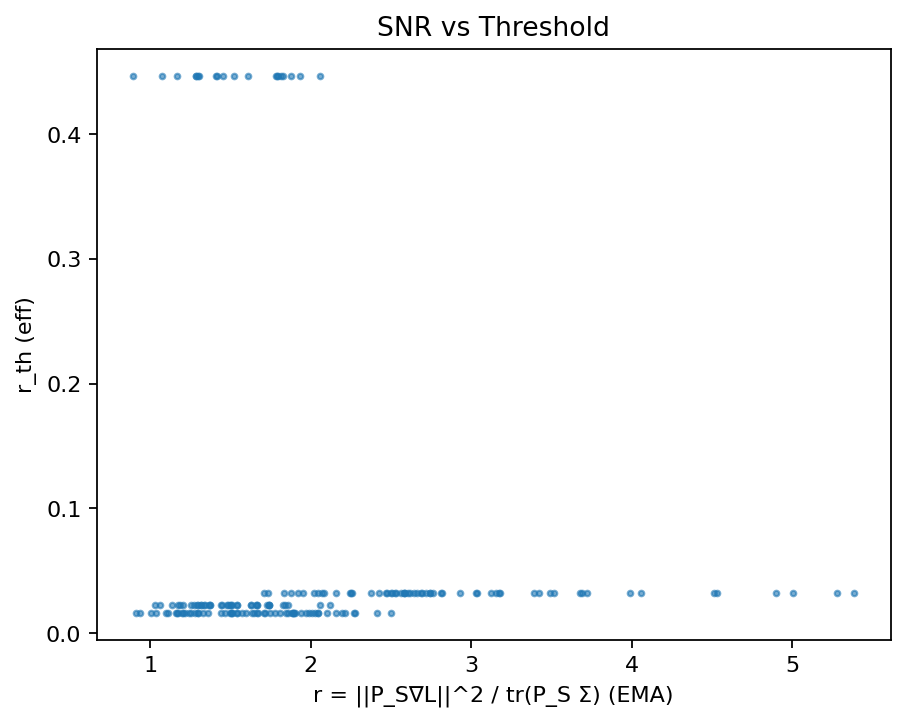 SNR vs Threshold
r_th (eff)
0.4
0.3
0.2
0.1
0.0
1 2 3 4 5
r = ||P_S∇L||^2 / tr(P_S Σ) (EMA)